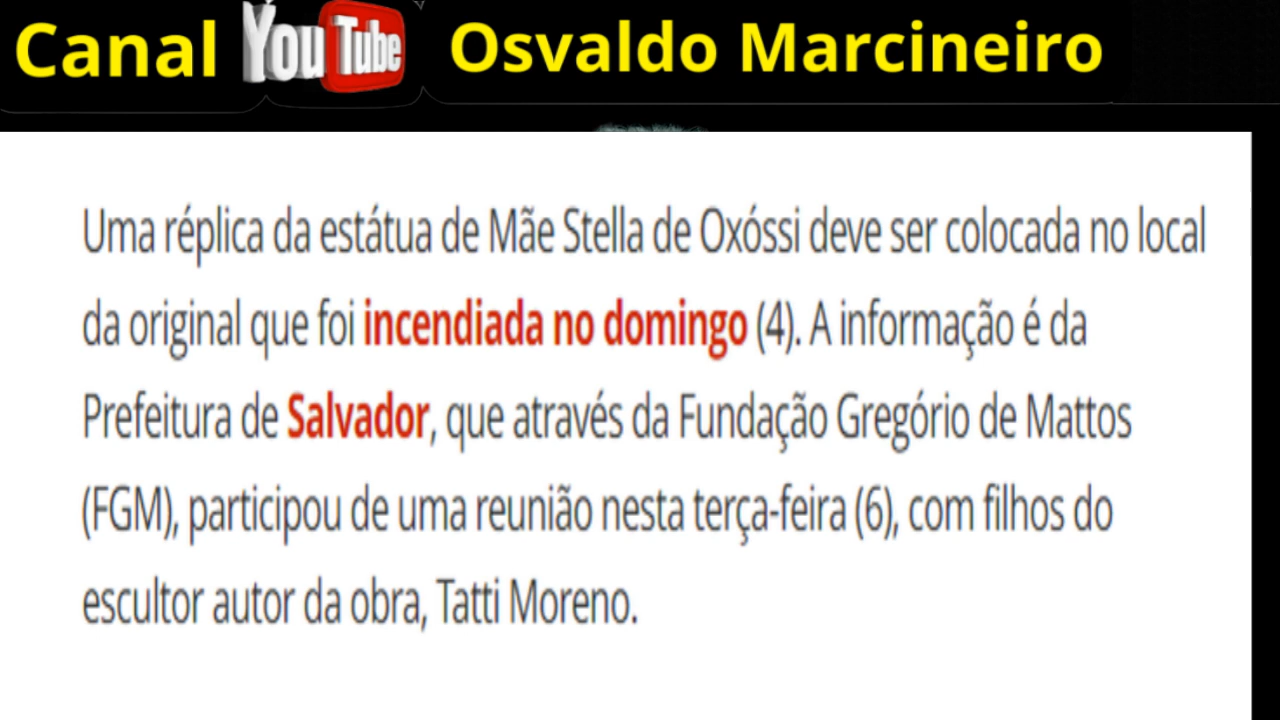 Canal YouTube Osvaldo Marcineiro
Uma réplica da estátua de Mãe Stella de Oxóssi deve ser colocada no local
da original que foi incendiada no domingo (4). A informação é da
Prefeitura de Salvador, que através da Fundação Gregório de Mattos
(FGM), participou de uma reunião nesta terça-feira (6), com filhos do
escultor autor da obra, Tatti Moreno.